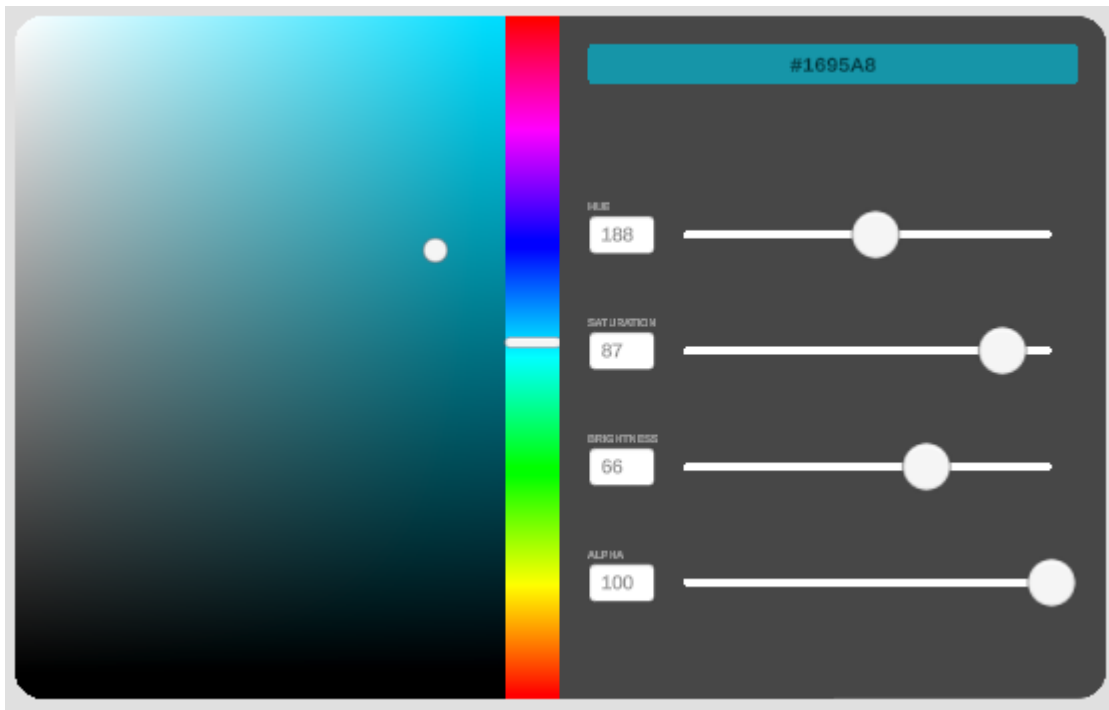 #1695A8
HUE
188
SATURATION
87
BRIGHTNESS
66
ALPHA
100